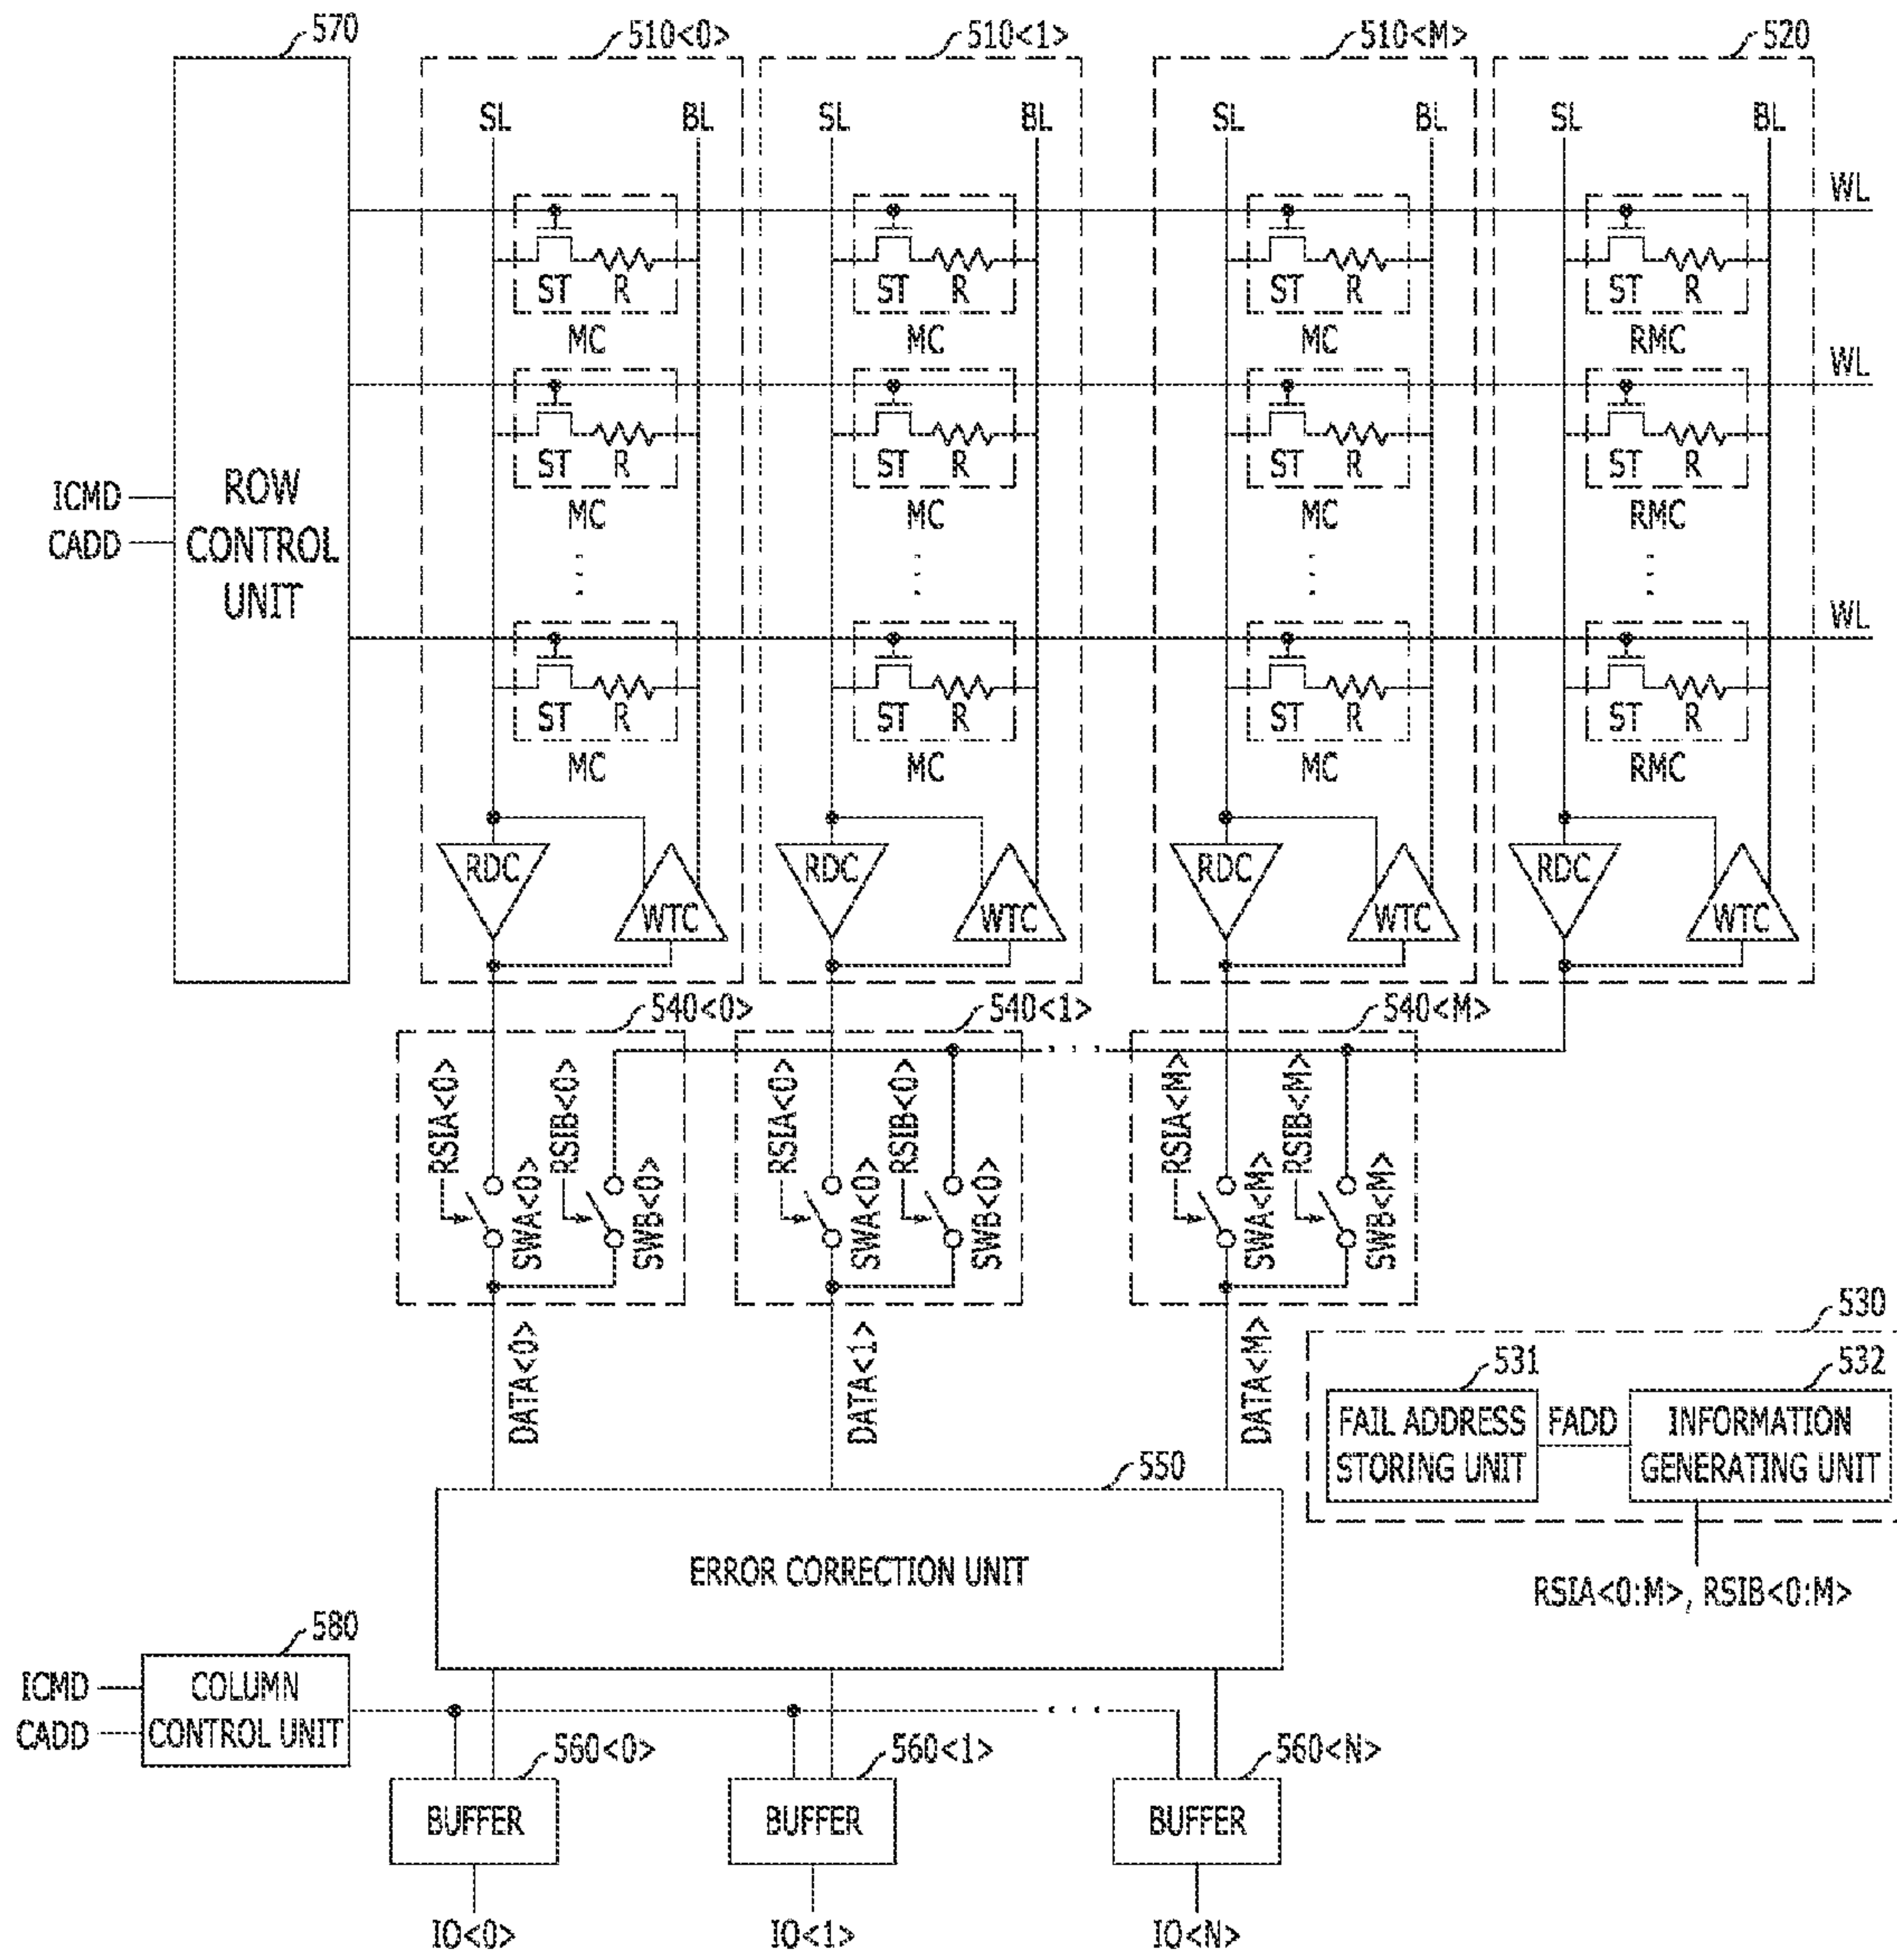 570
510<0>
510<1>
510<M>
520
SL BL SL BL SL BL SL BL
WL
ST R ST R ST R ST R
MC MC MC RMC
WL
ST R ST R ST R ST R
MC MC MC RMC
ICMD
CADD
ROW
CONTROL
UNIT
WL
ST R ST R ST R ST R
MC MC MC RMC
RDC WTC RDC WTC RDC WTC RDC WTC
540<0>
540<1>
540<M>
RSIA<0> SWA<0> RSIB<0> SWB<0>
RSIA<0> SWA<0> RSIB<0> SWB<0>
RSIA<M> SWA<M> RSIB<M> SWB<M>
DATA<0>
DATA<1>
DATA<M>
530
531
532
FAIL ADDRESS
STORING UNIT
FADD
INFORMATION
GENERATING UNIT
RSIA<0:M>, RSIB<0:M>
550
ERROR CORRECTION UNIT
580
ICMD
CADD
COLUMN
CONTROL UNIT
560<0>
560<1>
560<N>
BUFFER BUFFER BUFFER
IO<0> IO<1> IO<N>